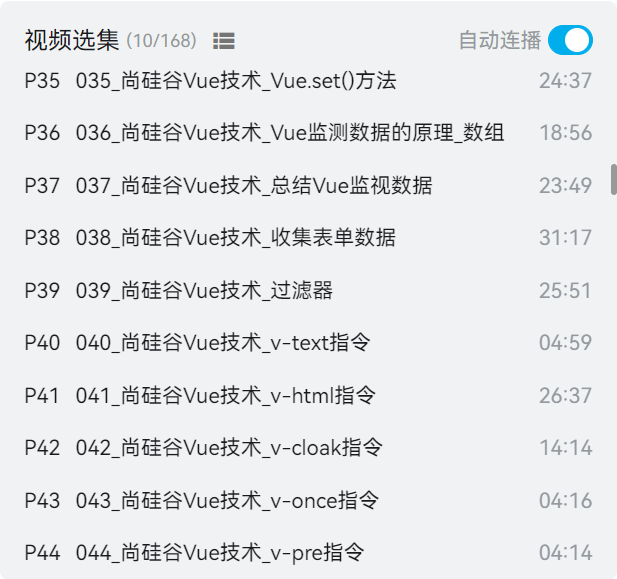 视频选集 (10/168) 自动连播
P35 035_尚硅谷Vue技术_Vue.set()方法 24:37
P36 036_尚硅谷Vue技术_Vue监测数据的原理_数组 18:56
P37 037_尚硅谷Vue技术_总结Vue监视数据 23:49
P38 038_尚硅谷Vue技术_收集表单数据 31:17
P39 039_尚硅谷Vue技术_过滤器 25:51
P40 040_尚硅谷Vue技术_v-text指令 04:59
P41 041_尚硅谷Vue技术_v-html指令 26:37
P42 042_尚硅谷Vue技术_v-cloak指令 14:14
P43 043_尚硅谷Vue技术_v-once指令 04:16
P44 044_尚硅谷Vue技术_v-pre指令 04:14